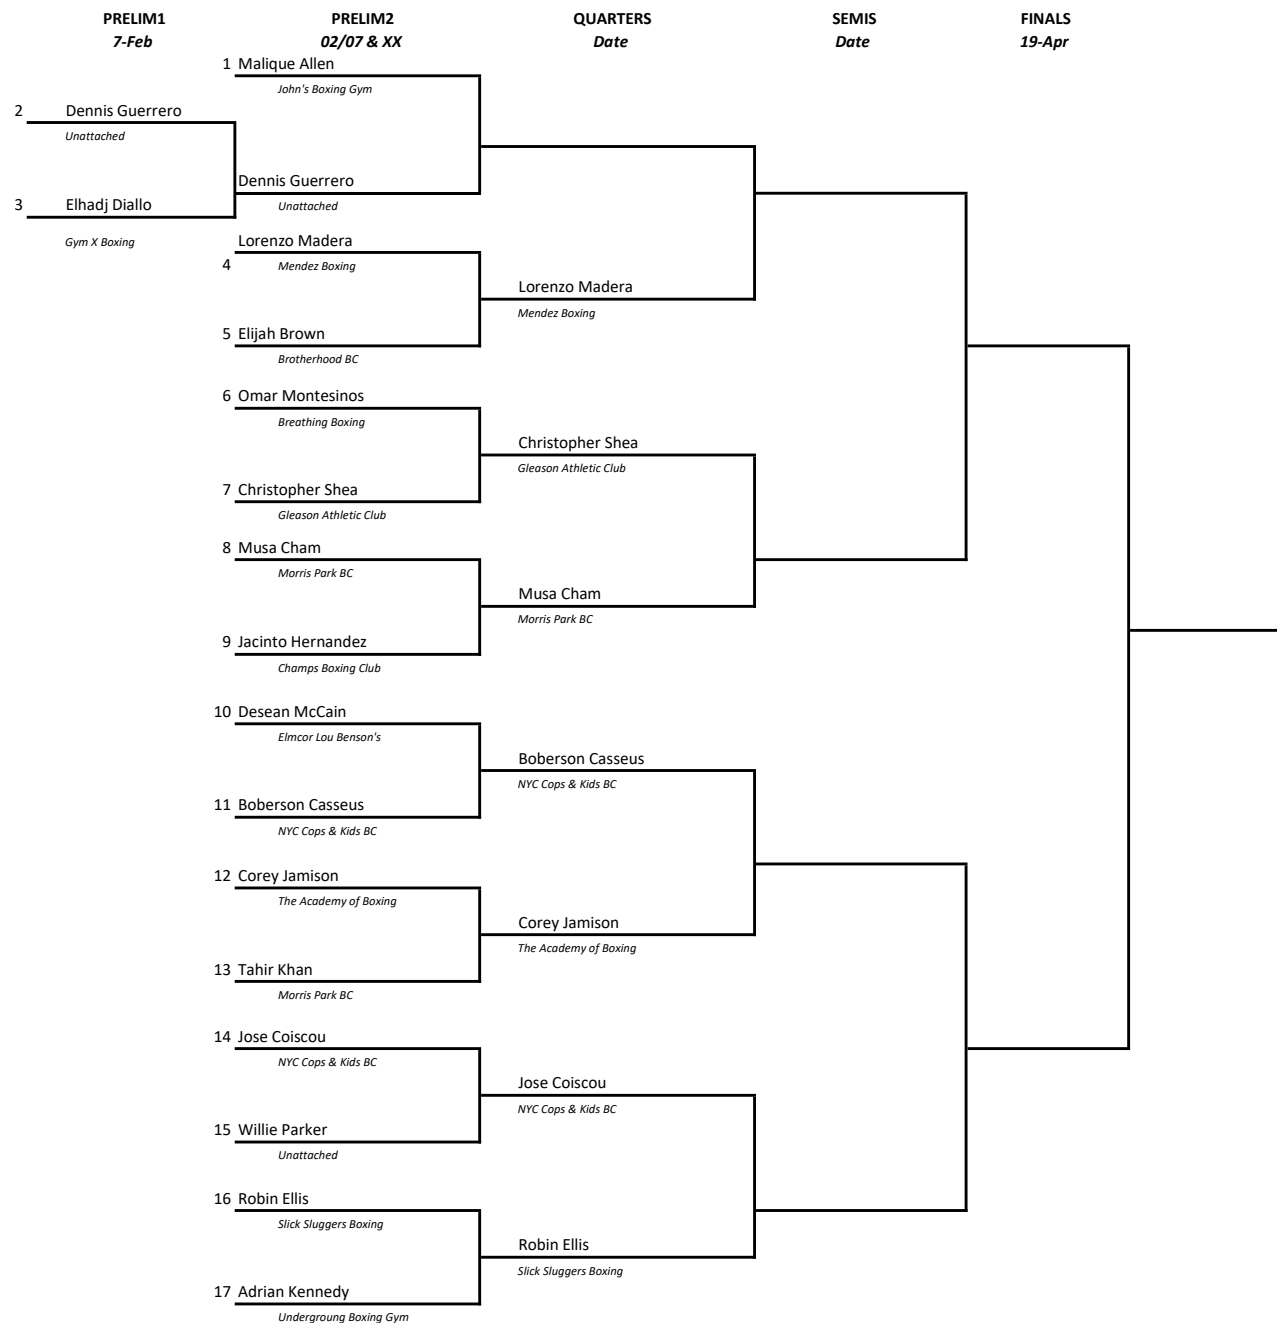 PRELIM1 PRELIM2 QUARTERS SEMIS FINALS
7-Feb 02/07 & XX Date Date 19-Apr
1 Malique Allen
John's Boxing Gym
2 Dennis Guerrero
Unattached
Dennis Guerrero
Unattached
3 Elhadj Diallo
Gym X Boxing
Lorenzo Madera
4 Mendez Boxing
Lorenzo Madera
Mendez Boxing
5 Elijah Brown
Brotherhood BC
6 Omar Montesinos
Breathing Boxing
Christopher Shea
Gleason Athletic Club
7 Christopher Shea
Gleason Athletic Club
8 Musa Cham
Morris Park BC
Musa Cham
Morris Park BC
9 Jacinto Hernandez
Champs Boxing Club
10 Desean McCain
Elmcor Lou Benson's
Boberson Casseus
NYC Cops & Kids BC
11 Boberson Casseus
NYC Cops & Kids BC
12 Corey Jamison
The Academy of Boxing
Corey Jamison
The Academy of Boxing
13 Tahir Khan
Morris Park BC
14 Jose Coiscou
NYC Cops & Kids BC
Jose Coiscou
NYC Cops & Kids BC
15 Willie Parker
Unattached
16 Robin Ellis
Slick Sluggers Boxing
Robin Ellis
Slick Sluggers Boxing
17 Adrian Kennedy
Undergroung Boxing Gym